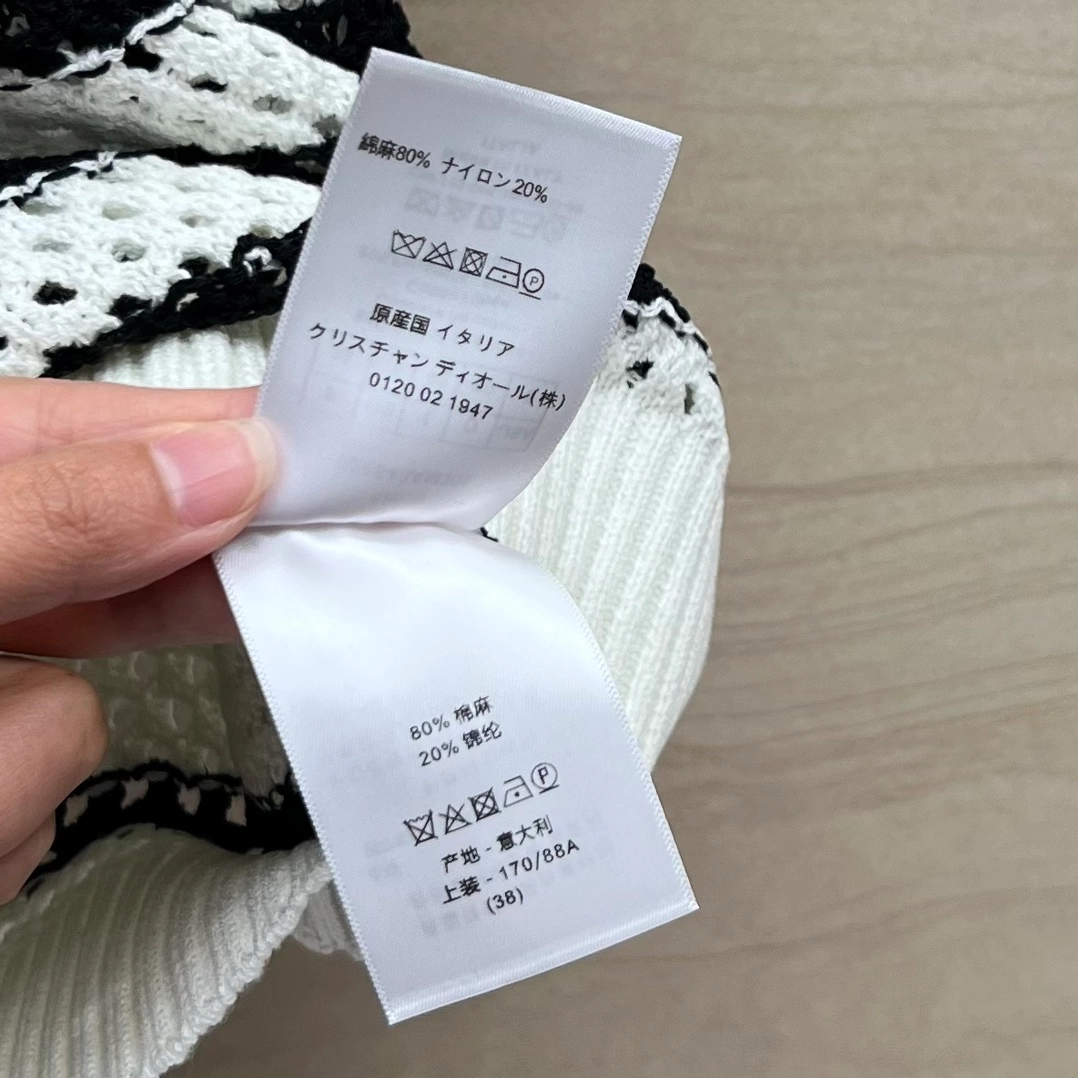 綿麻80% ナイロン20%
原産国 イタリア
クリスチャン ディオール(株)
0120 02 1947
80% 棉麻
20% 锦纶
产地 - 意大利
上装 - 170/88A
(38)